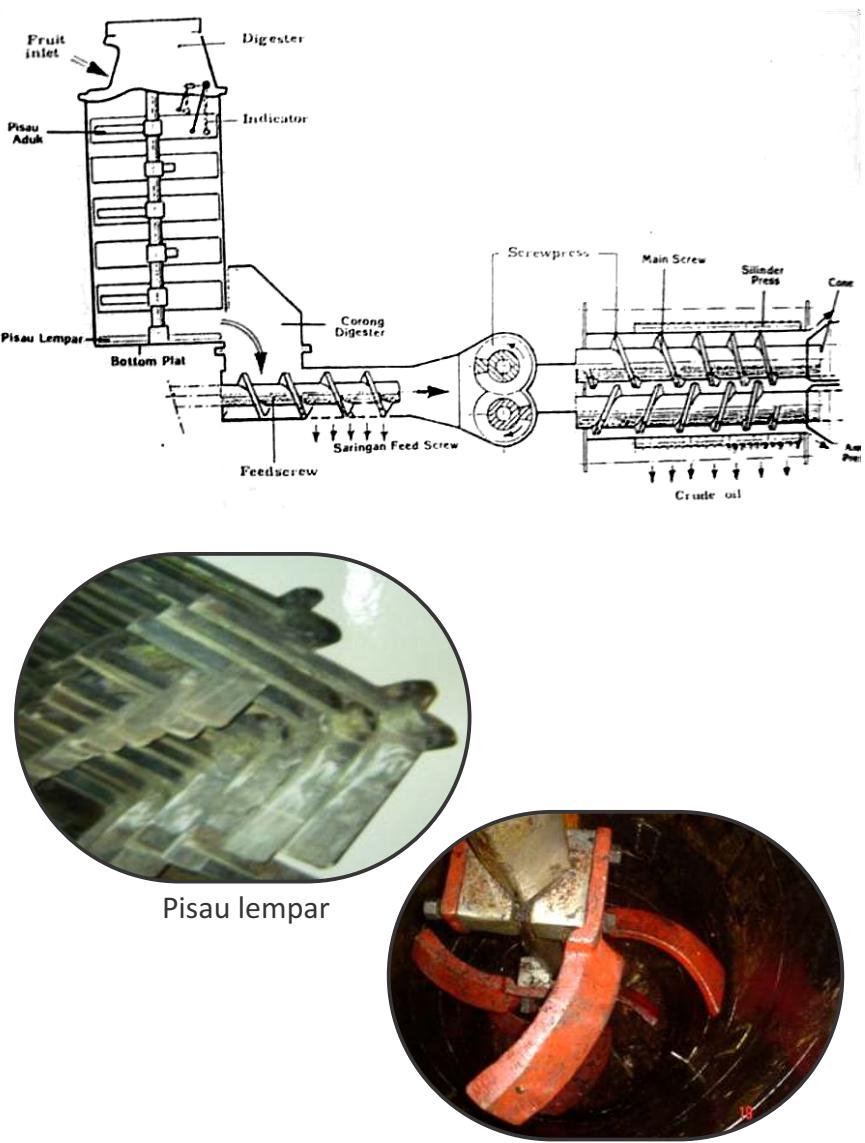 Fruit
inlet
Digester
Indicator
Pisau
Aduk
Pisau Lempar
Bottom Plat
Corong
Digester
Saringan Feed Screw
Feedscrew
Screwpress
Main Screw
Silinder
Press
Cone
Crude oil
Pisau lempar
18